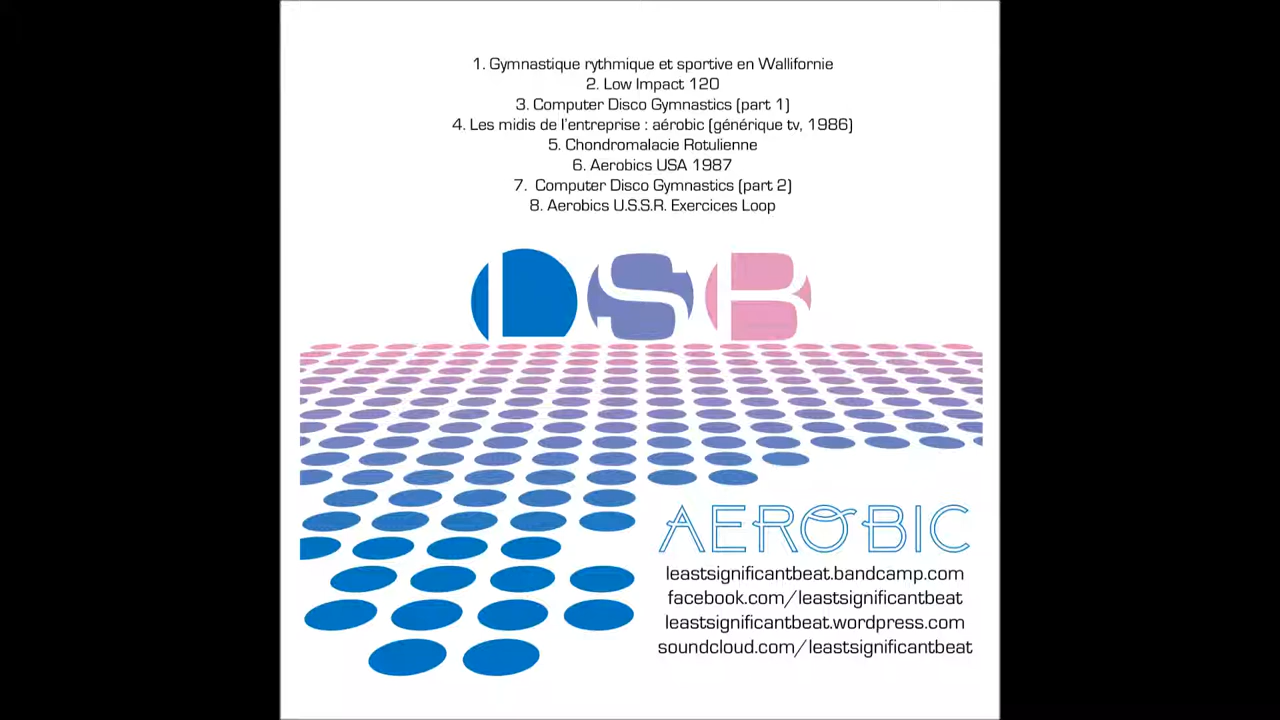 1. Gymnastique rythmique et sportive en Wallifornie
2. Low Impact 120
3. Computer Disco Gymnastics (part 1)
4. Les midis de l'entreprise : aérobic (générique tv, 1986)
5. Chondromalacie Rotulienne
6. Aerobics USA 1987
7. Computer Disco Gymnastics (part 2)
8. Aerobics U.S.S.R. Exercices Loop
LSB
AEROBIC
leastsignificantbeat.bandcamp.com
facebook.com/leastsignificantbeat
leastsignificantbeat.wordpress.com
soundcloud.com/leastsignificantbeat